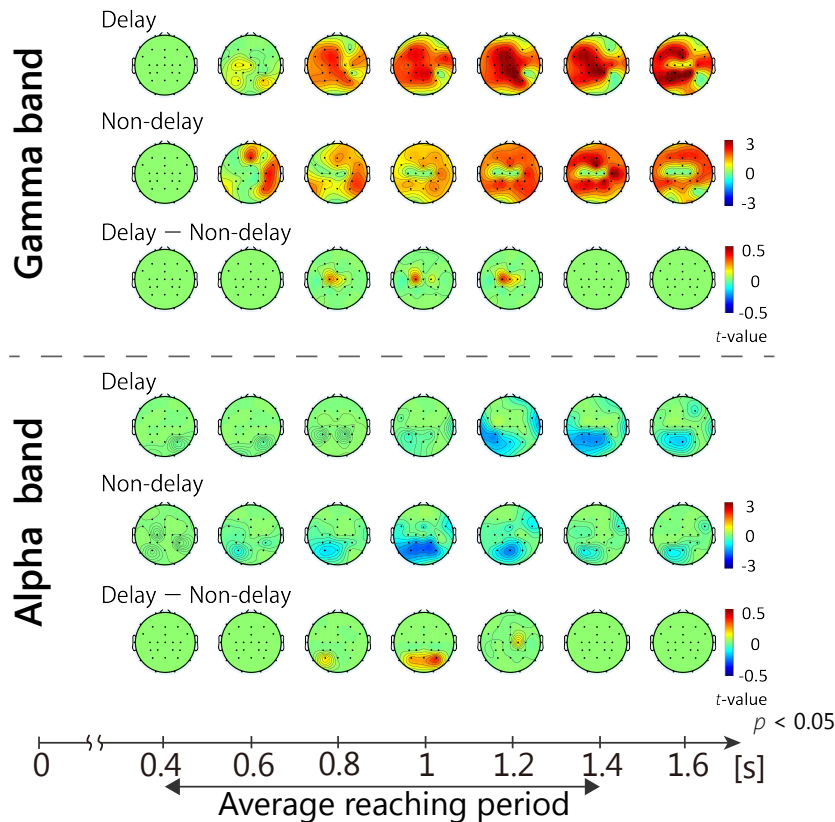 Gamma band
Delay
Non-delay
3
0
-3
Delay － Non-delay
0.5
0
-0.5
t-value
Alpha band
Delay
Non-delay
3
0
-3
Delay － Non-delay
0.5
0
-0.5
t-value
p < 0.05
0 0.4 0.6 0.8 1 1.2 1.4 1.6 [s]
Average reaching period